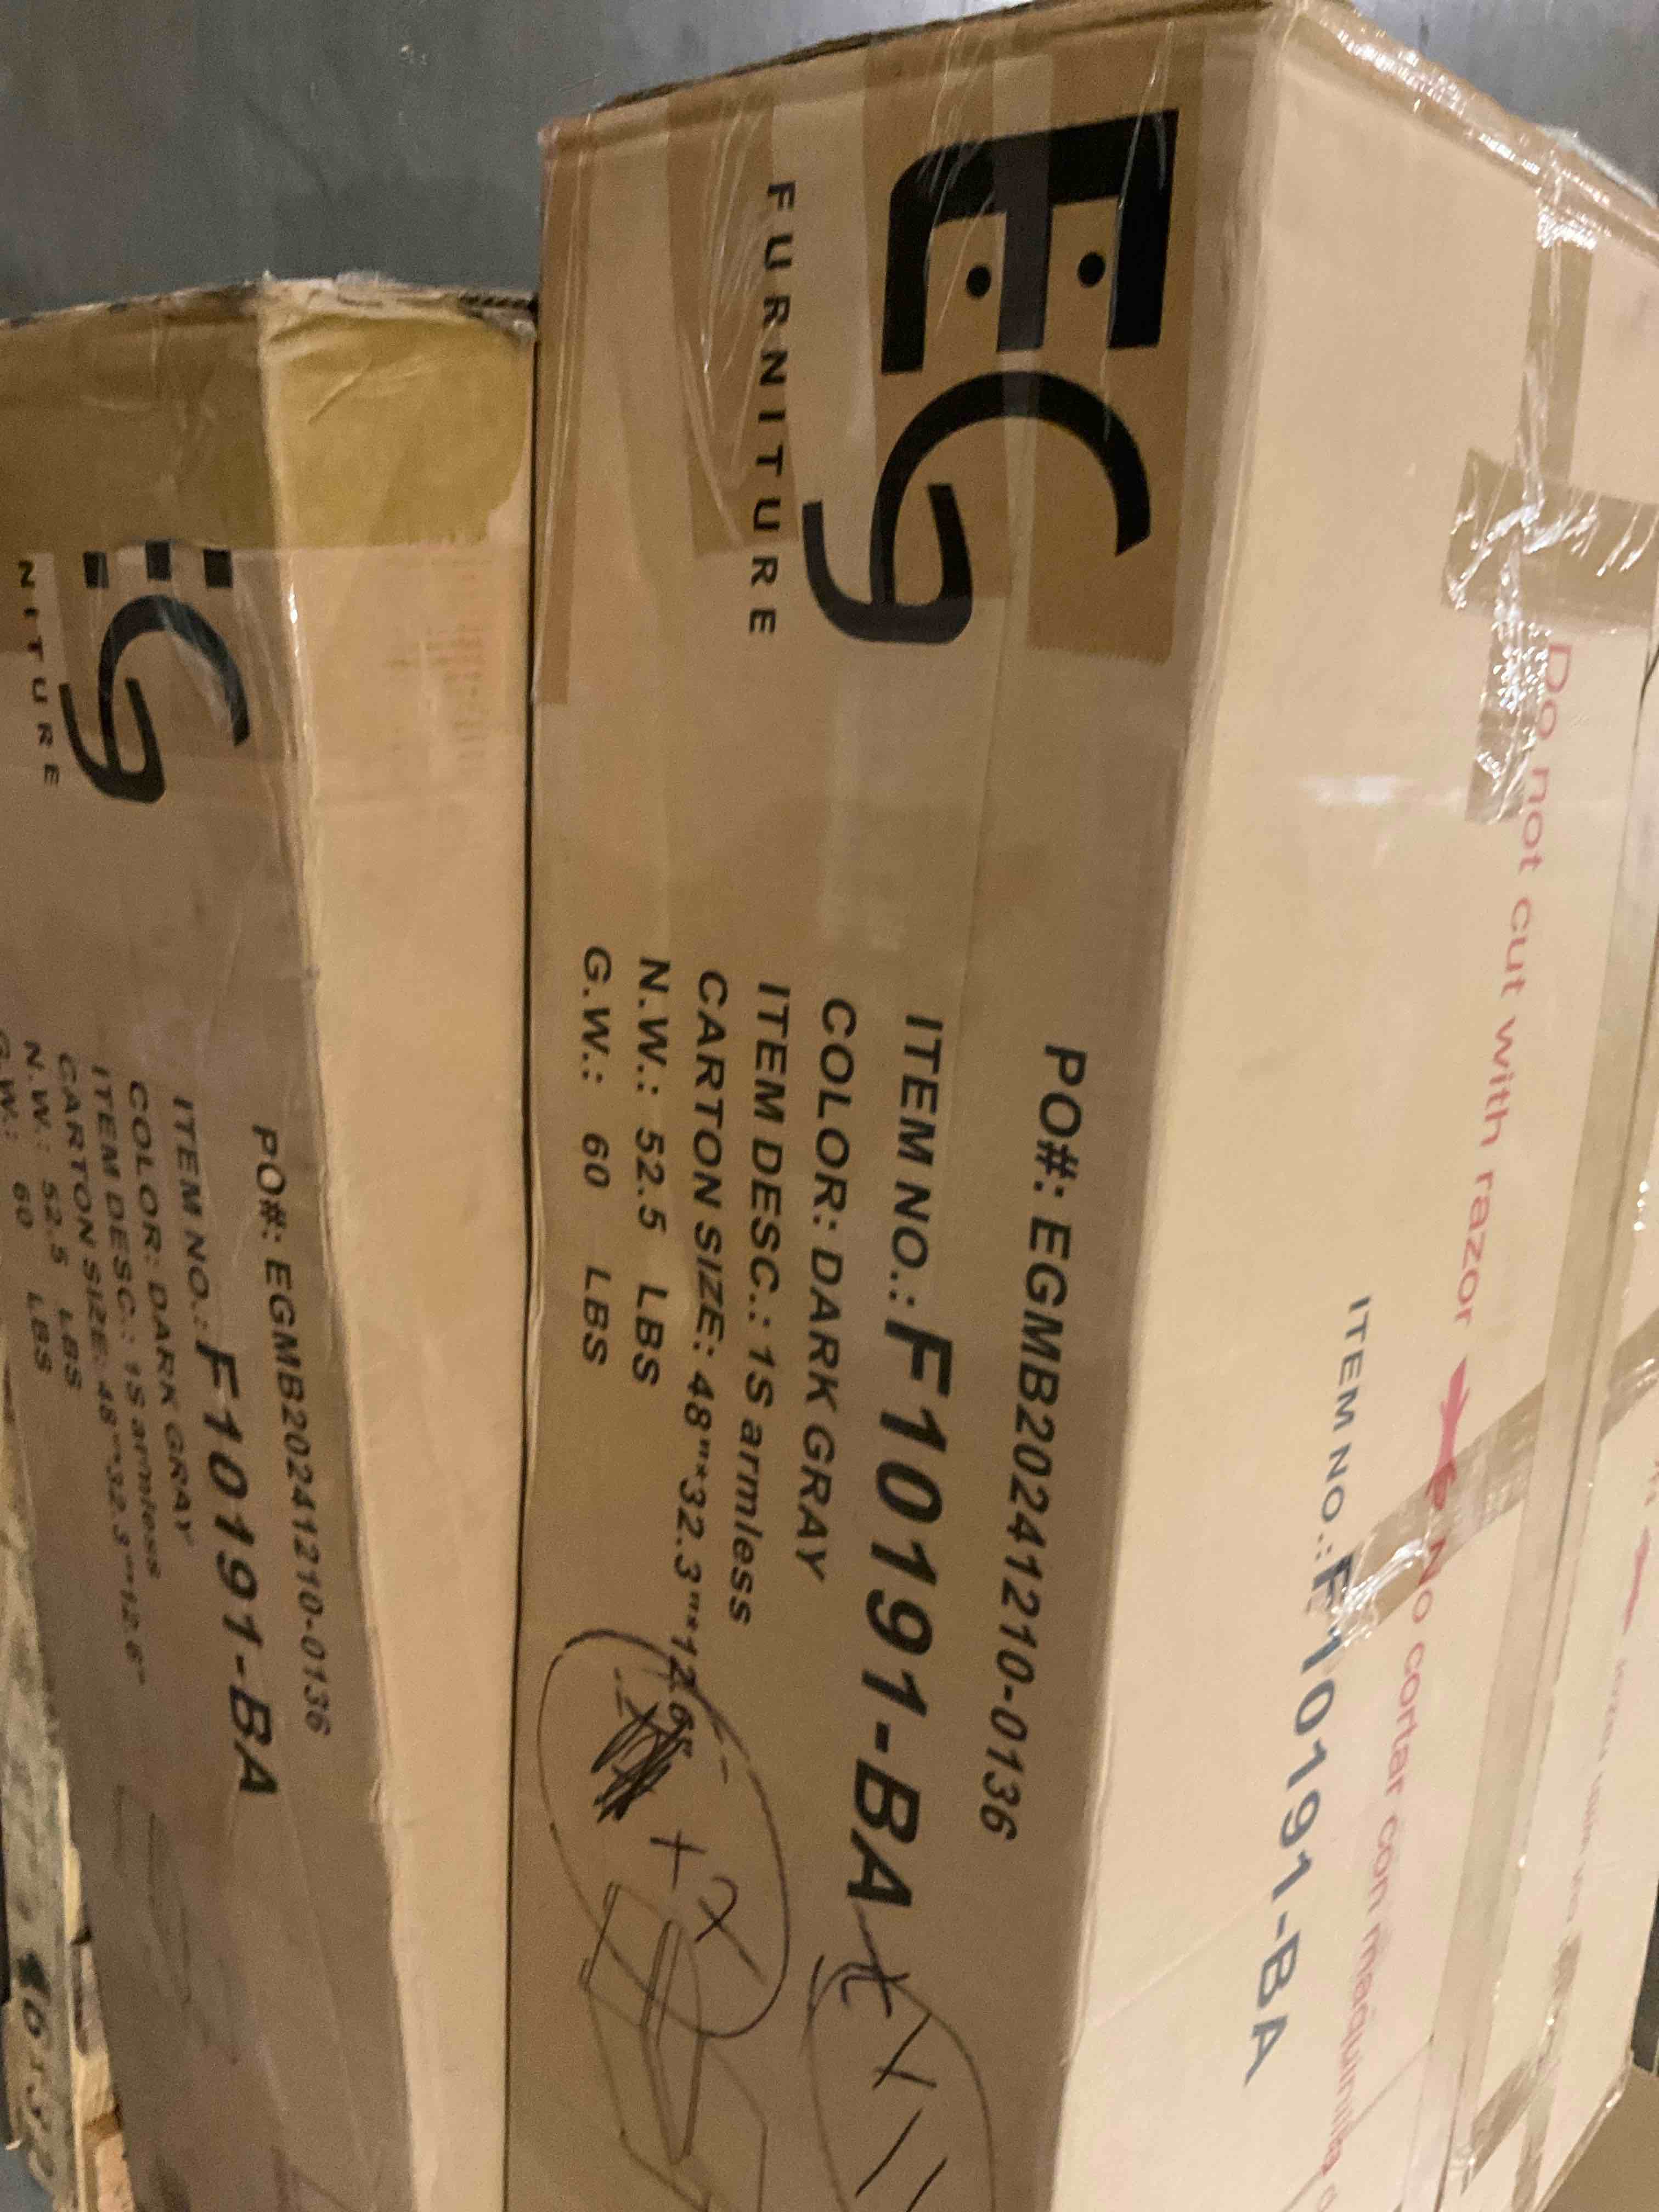 EG
FURNITURE
PO#: EGMB20241210-0136
ITEM NO.: F10191-BA
COLOR: DARK GRAY
ITEM DESC.: 1S armless
CARTON SIZE: 48"*32.3"*12.6"
N.W.: 52.5 LBS
G.W.: 60 LBS
Do not cut with razor
No cortar con maquinilla
ITEM NO.: F10191-BA
NITURE
PO#: EGMB20241210-0136
ITEM NO.: F10191-BA
COLOR: DARK GRAY
ITEM DESC.: 1S armless
CARTON SIZE: 48"*32.3"*12.6"
N.W.: 52.5 LBS
G.W.: 60 LBS